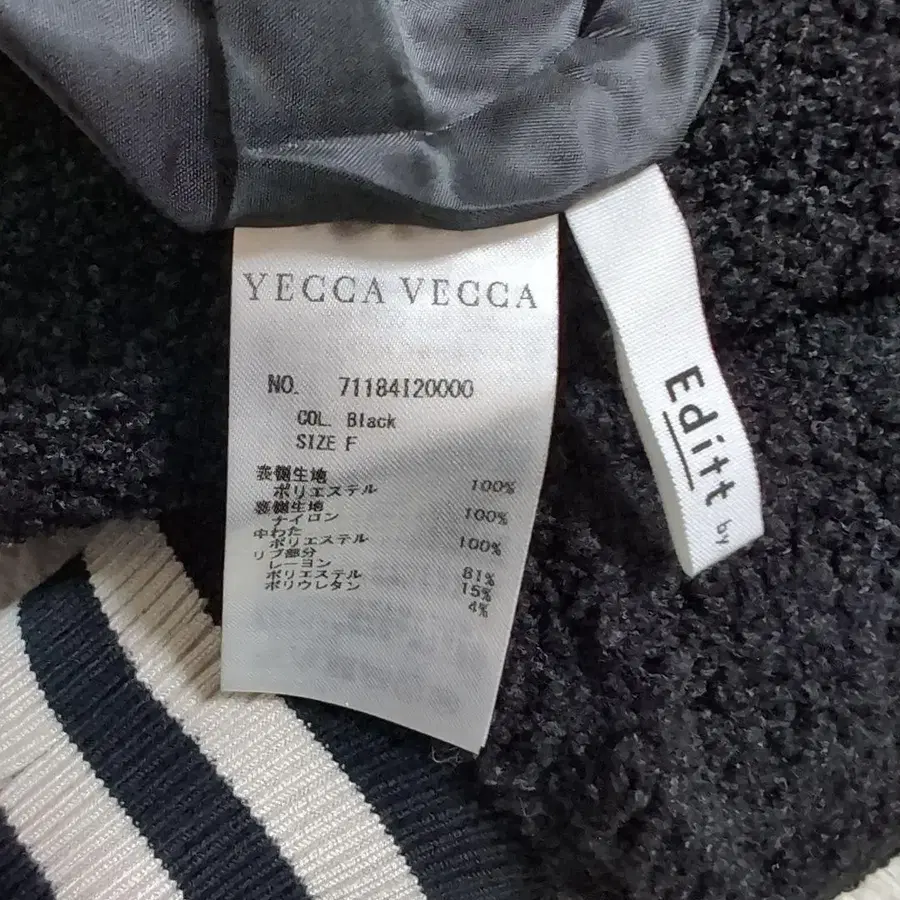 YECCA VECCA
NO. 71184I20000
COL. Black
SIZE F
表側生地
ポリエステル 100%
裏側生地
ナイロン 100%
中わた
ポリエステル 100%
リブ部分
レーヨン 81%
ポリエステル 15%
ポリウレタン 4%
Editt by